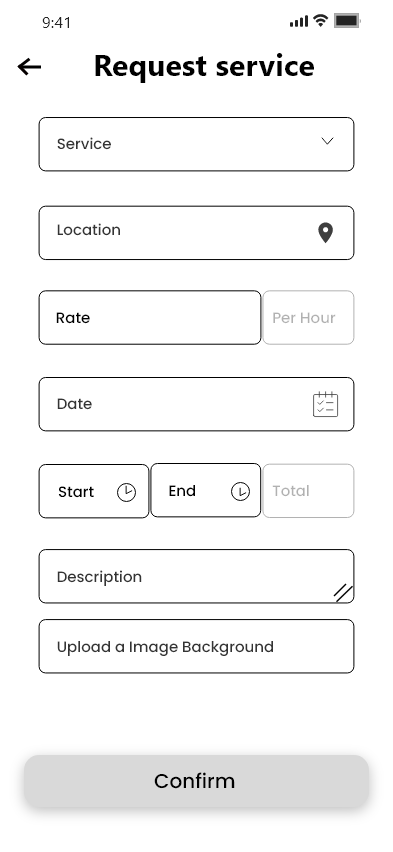 9:41
Request service
Service
Location
Rate
Per Hour
Date
Start
End
Total
Description
Upload a Image Background
Confirm